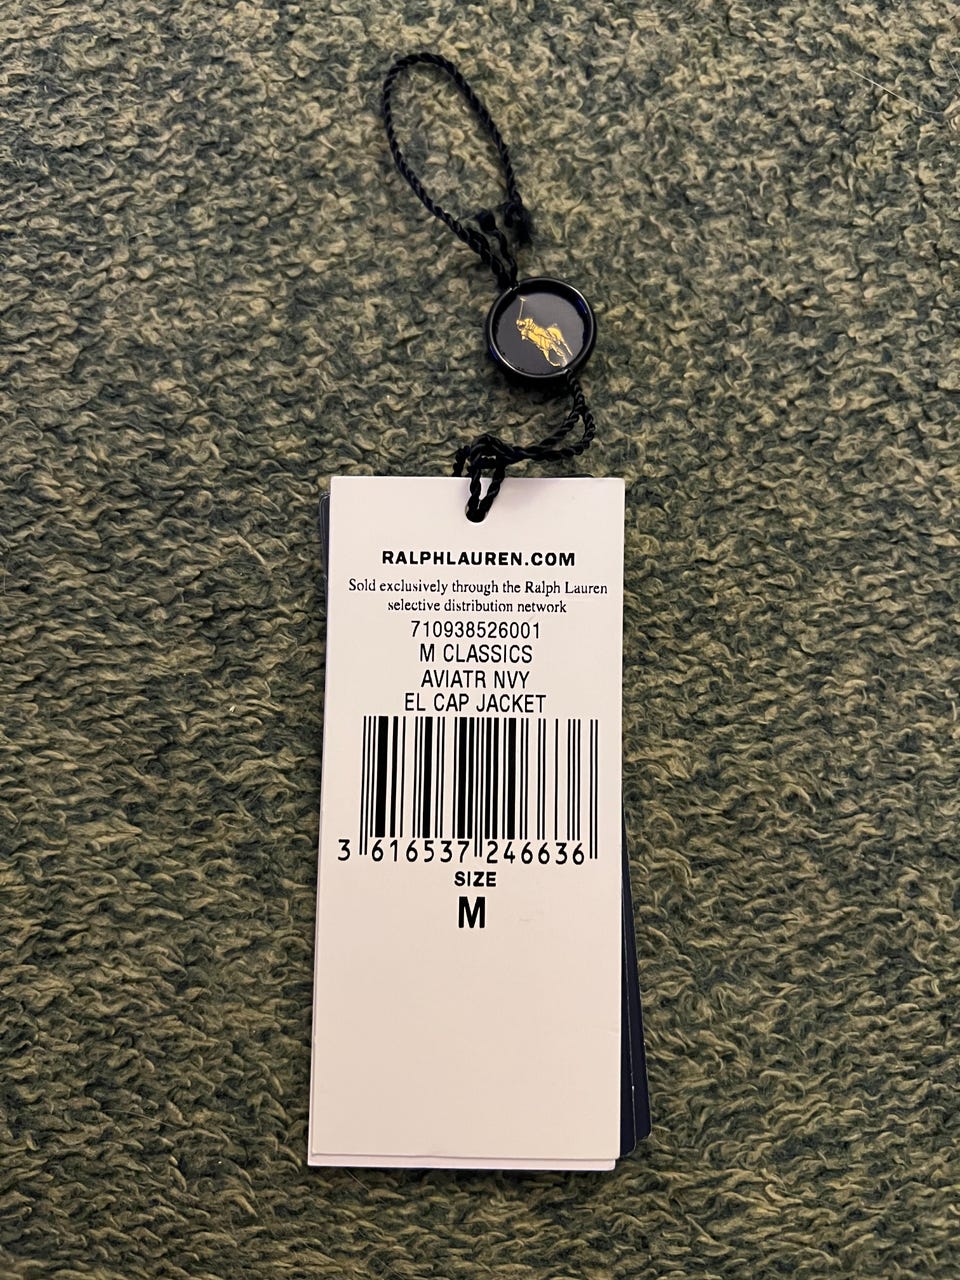 RALPHLAUREN.COM
Sold exclusively through the Ralph Lauren
selective distribution network
710938526001
M CLASSICS
AVIATR NVY
EL CAP JACKET
3 616537 246636
SIZE
M